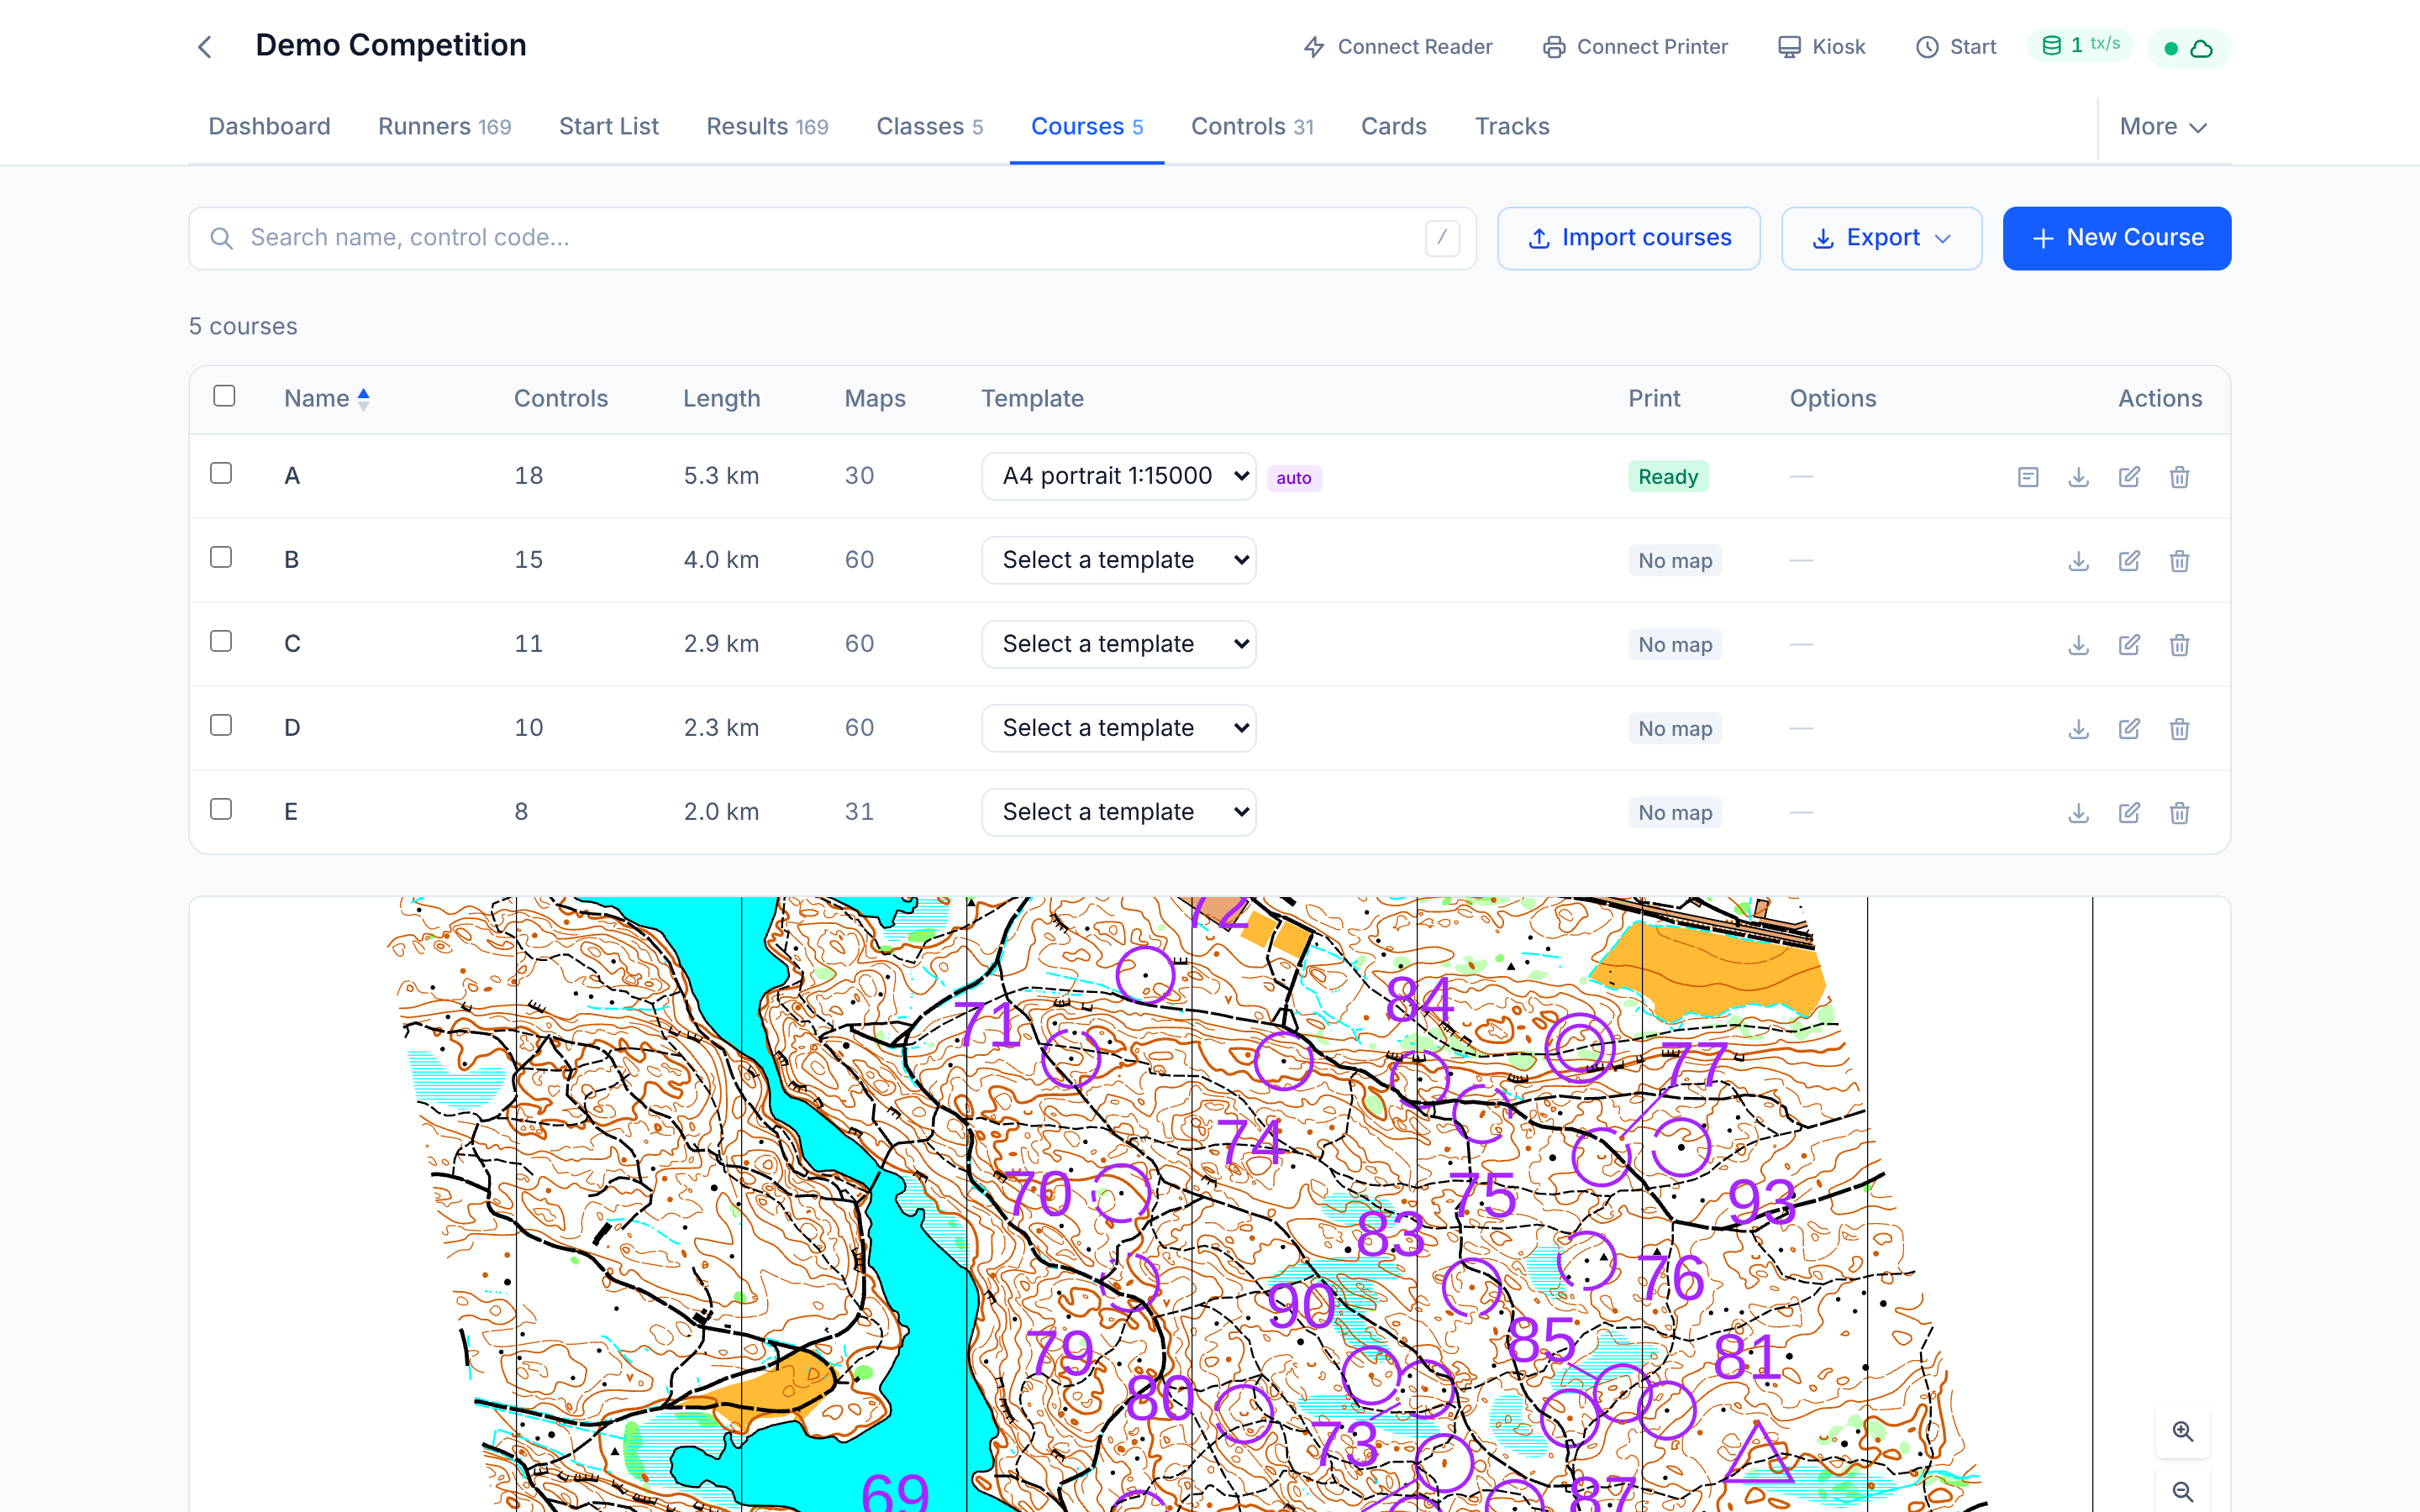 Demo Competition
Connect Reader
Connect Printer
Kiosk
Start
1 tx/s
Dashboard
Runners 169
Start List
Results 169
Classes 5
Courses 5
Controls 31
Cards
Tracks
More
Search name, control code...
/
Import courses
Export
New Course
5 courses
Name Controls Length Maps Template Print Options Actions
A 18 5.3 km 30 A4 portrait 1:15000 auto Ready —
B 15 4.0 km 60 Select a template No map —
C 11 2.9 km 60 Select a template No map —
D 10 2.3 km 60 Select a template No map —
E 8 2.0 km 31 Select a template No map —
72
84
71
77
74
70
75
93
83
76
90
85
79
81
80
73
69
87